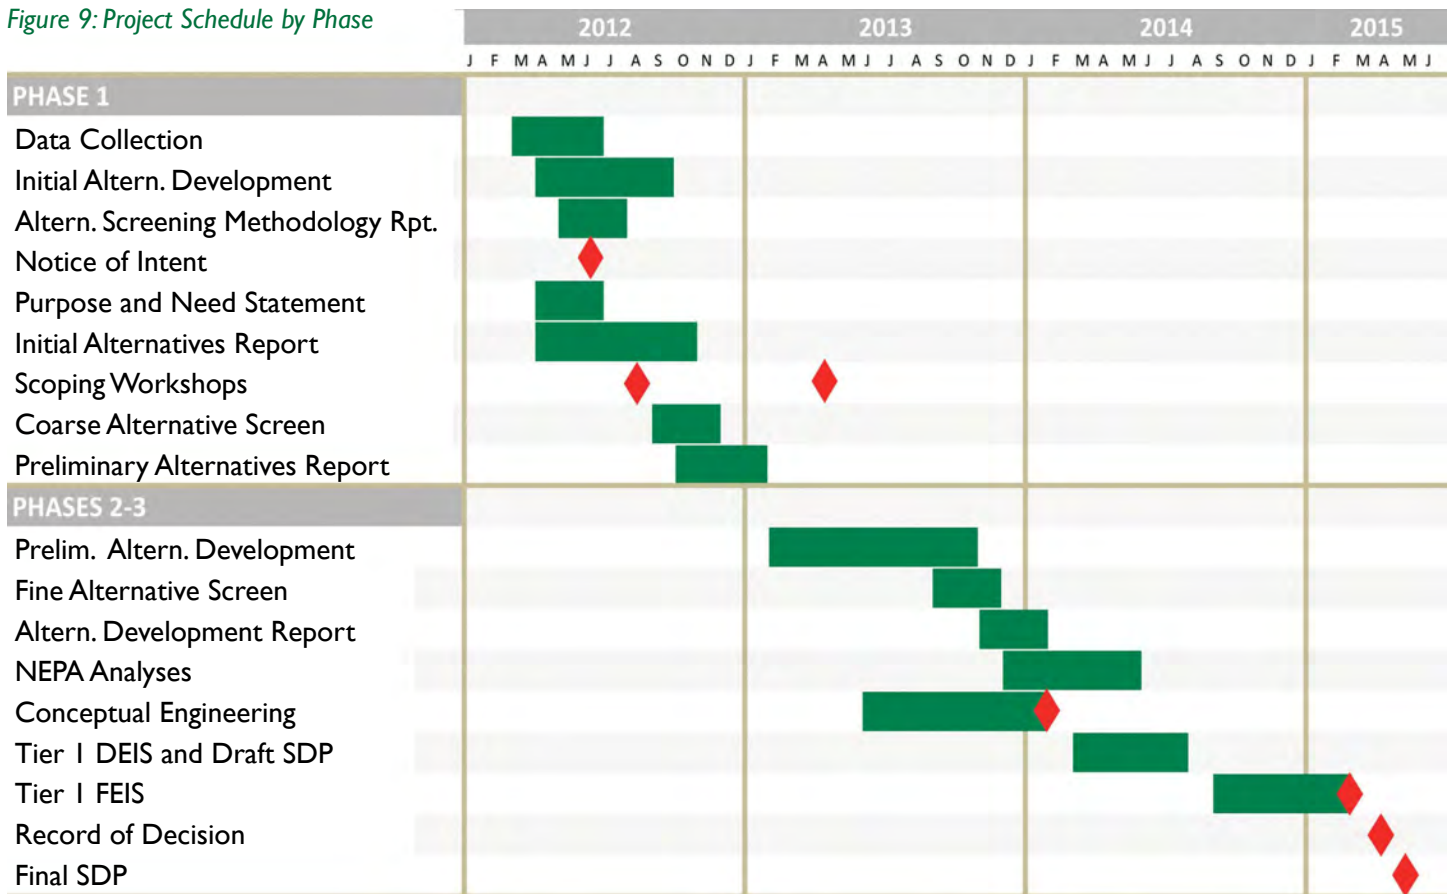 Figure 9: Project Schedule by Phase
2012 2013 2014 2015
J F M A M J J A S O N D J F M A M J J A S O N D J F M A M J J A S O N D J F M A M J
PHASE 1
Data Collection
Initial Altern. Development
Altern. Screening Methodology Rpt.
Notice of Intent
Purpose and Need Statement
Initial Alternatives Report
Scoping Workshops
Coarse Alternative Screen
Preliminary Alternatives Report
PHASES 2-3
Prelim. Altern. Development
Fine Alternative Screen
Altern. Development Report
NEPA Analyses
Conceptual Engineering
Tier 1 DEIS and Draft SDP
Tier 1 FEIS
Record of Decision
Final SDP